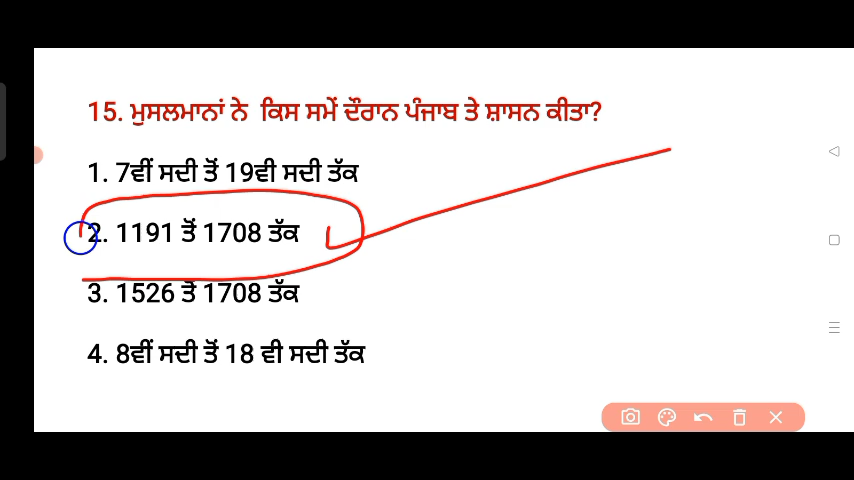 15. ਮੁਸਲਮਾਨਾਂ ਨੇ ਕਿਸ ਸਮੇਂ ਦੌਰਾਨ ਪੰਜਾਬ ਤੇ ਸ਼ਾਸਨ ਕੀਤਾ?
1. 7ਵੀਂ ਸਦੀ ਤੋਂ 19ਵੀ ਸਦੀ ਤੱਕ
2. 1191 ਤੋਂ 1708 ਤੱਕ
3. 1526 ਤੋਂ 1708 ਤੱਕ
4. 8ਵੀਂ ਸਦੀ ਤੋਂ 18 ਵੀ ਸਦੀ ਤੱਕ